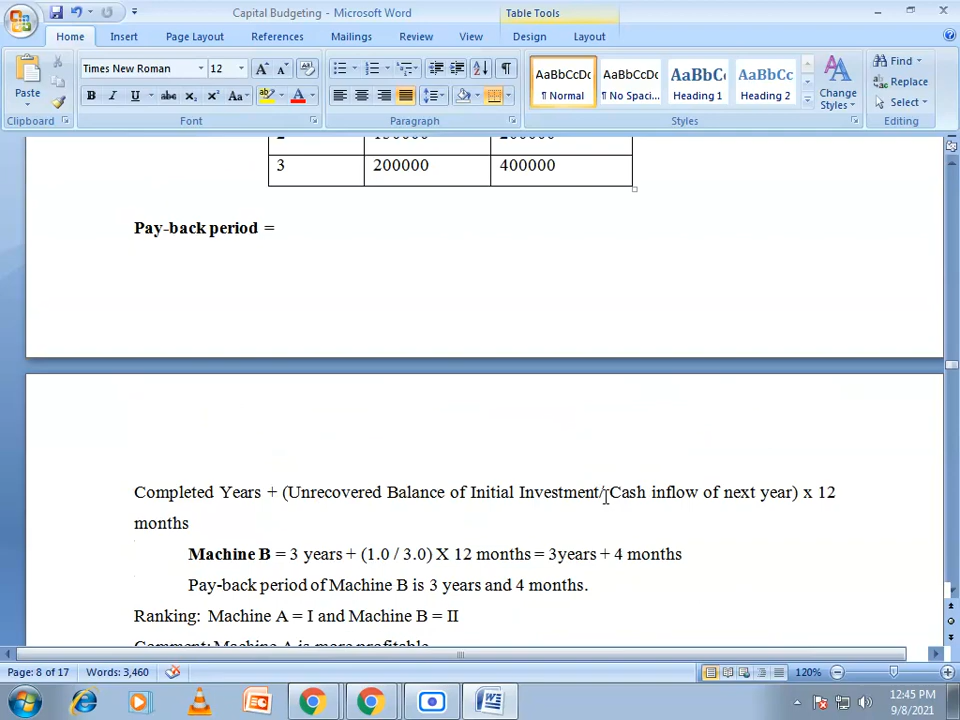 Capital Budgeting - Microsoft Word
Table Tools
Home Insert Page Layout References Mailings Review View Design Layout
Paste
Clipboard
Times New Roman 12
Font
Paragraph
AaBbCcDc
¶ Normal
AaBbCcDc
¶ No Spaci...
AaBbC
Heading 1
AaBbCc
Heading 2
Change Styles
Styles
Find
Replace
Select
Editing
3 200000 400000
Pay-back period =
Completed Years + (Unrecovered Balance of Initial Investment/ Cash inflow of next year) x 12
months
Machine B = 3 years + (1.0 / 3.0) X 12 months = 3years + 4 months
Pay-back period of Machine B is 3 years and 4 months.
Ranking: Machine A = I and Machine B = II
Comment: Machine A is more profitable
Page: 8 of 17 Words: 3,460 120%
12:45 PM
9/8/2021